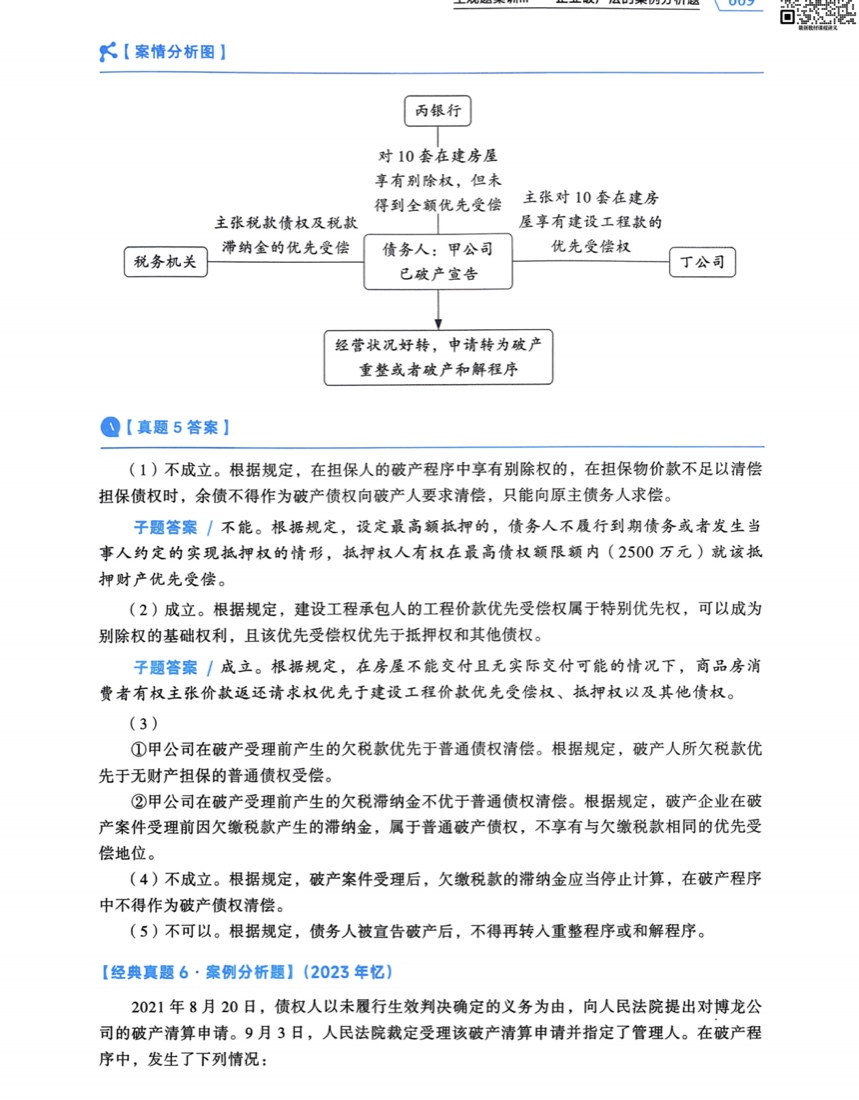 主观题集训三 企业破产法的案例分析题 669
【案情分析图】
丙银行
对 10 套在建房屋
享有别除权，但未
得到全额优先受偿
主张税款债权及税款
滞纳金的优先受偿
主张对 10 套在建房
屋享有建设工程款的
优先受偿权
税务机关
债务人：甲公司
已破产宣告
丁公司
经营状况好转，申请转为破产
重整或者破产和解程序
【真题 5 答案】
（1）不成立。根据规定，在担保人的破产程序中享有别除权的，在担保物价款不足以清偿
担保债权时，余债不得作为破产债权向破产人要求清偿，只能向原主债务人求偿。
子题答案 / 不能。根据规定，设定最高额抵押的，债务人不履行到期债务或者发生当
事人约定的实现抵押权的情形，抵押权人有权在最高债权额限额内（2500 万元）就该抵
押财产优先受偿。
（2）成立。根据规定，建设工程承包人的工程价款优先受偿权属于特别优先权，可以成为
别除权的基础权利，且该优先受偿权优先于抵押权和其他债权。
子题答案 / 成立。根据规定，在房屋不能交付且无实际交付可能的情况下，商品房消
费者有权主张价款返还请求权优先于建设工程价款优先受偿权、抵押权以及其他债权。
（3）
①甲公司在破产受理前产生的欠税款优先于普通债权清偿。根据规定，破产人所欠税款优
先于无财产担保的普通债权受偿。
②甲公司在破产受理前产生的欠税滞纳金不优于普通债权清偿。根据规定，破产企业在破
产案件受理前因欠缴税款产生的滞纳金，属于普通破产债权，不享有与欠缴税款相同的优先受
偿地位。
（4）不成立。根据规定，破产案件受理后，欠缴税款的滞纳金应当停止计算，在破产程序
中不得作为破产债权清偿。
（5）不可以。根据规定，债务人被宣告破产后，不得再转入重整程序或和解程序。
【经典真题 6·案例分析题】（2023 年忆）
2021 年 8 月 20 日，债权人以未履行生效判决确定的义务为由，向人民法院提出对博龙公
司的破产清算申请。9 月 3 日，人民法院裁定受理该破产清算申请并指定了管理人。在破产程
序中，发生了下列情况：